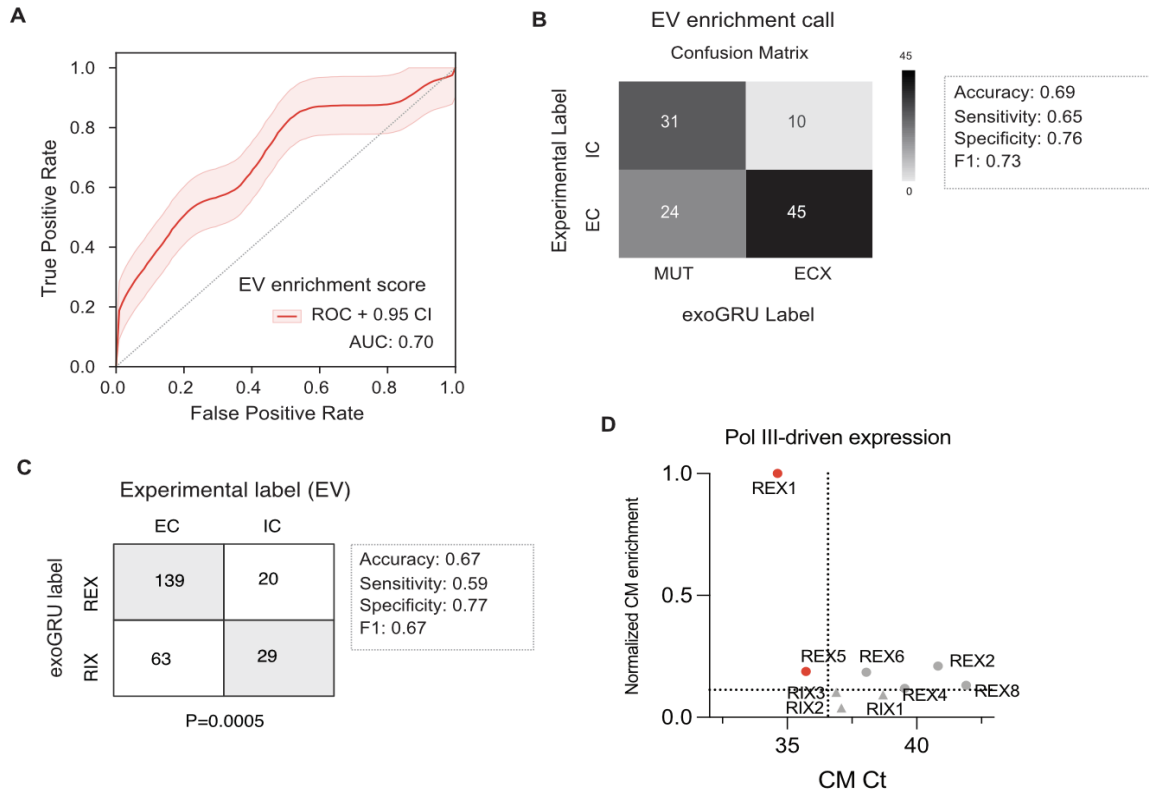 A
1.0
0.8
0.6
0.4
0.2
0.0
True Positive Rate
EV enrichment score
ROC + 0.95 CI
AUC: 0.70
0.0 0.2 0.4 0.6 0.8 1.0
False Positive Rate
B
EV enrichment call
Confusion Matrix
Experimental Label
IC
EC
31 10
24 45
MUT ECX
exoGRU Label
45
0
Accuracy: 0.69
Sensitivity: 0.65
Specificity: 0.76
F1: 0.73
C
Experimental label (EV)
EC IC
exoGRU label
REX
RIX
139 20
63 29
P=0.0005
Accuracy: 0.67
Sensitivity: 0.59
Specificity: 0.77
F1: 0.67
D
Pol III-driven expression
Normalized CM enrichment
1.0
0.5
0.0
REX1
REX5 REX6 REX2
RIX3 REX4 REX8
RIX2 RIX1
35 40
CM Ct